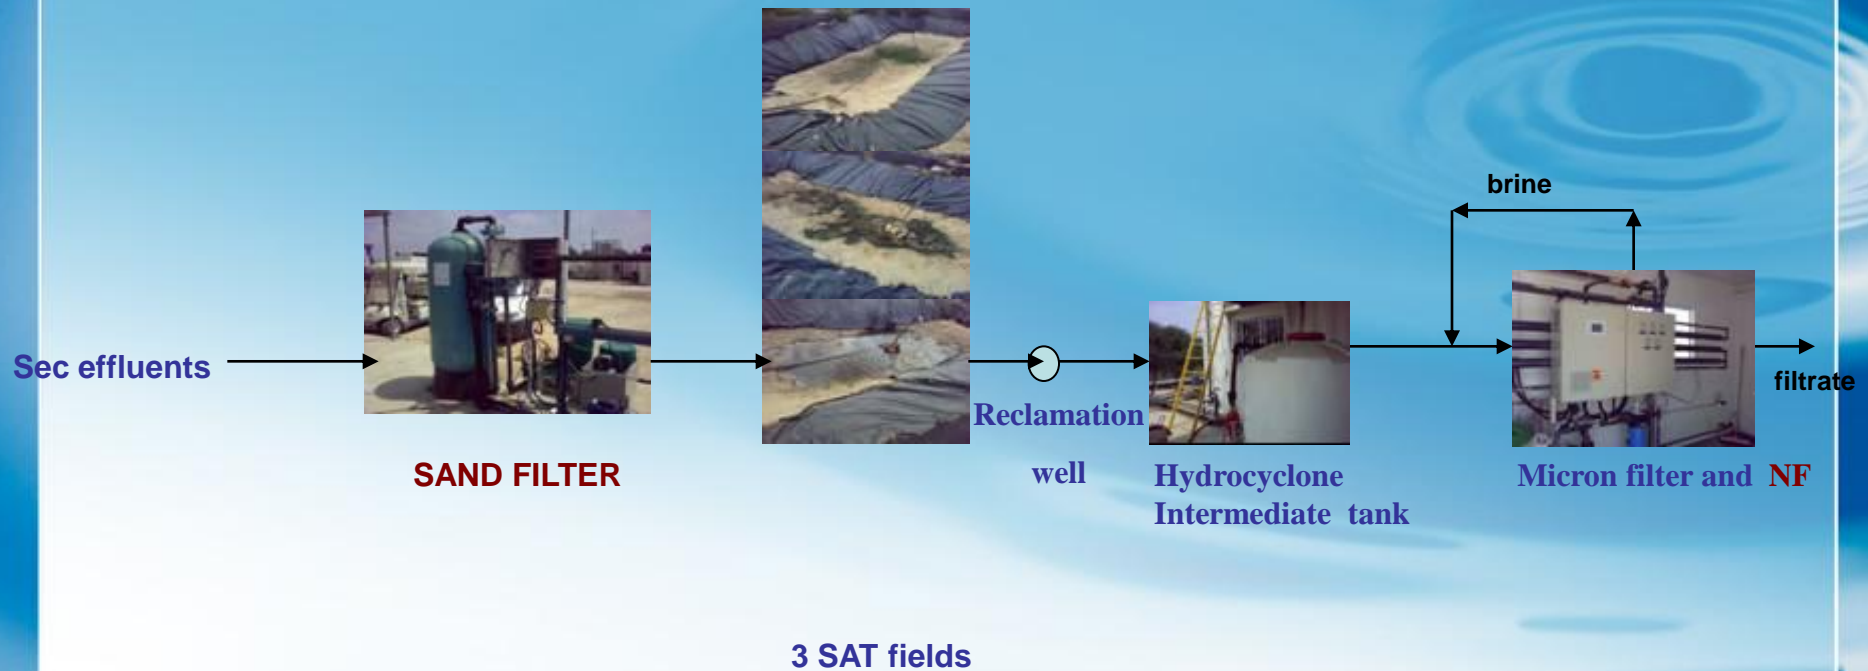 brine
Sec effluents
filtrate
Reclamation
well
SAND FILTER
Hydrocyclone
Intermediate tank
Micron filter and NF
3 SAT fields